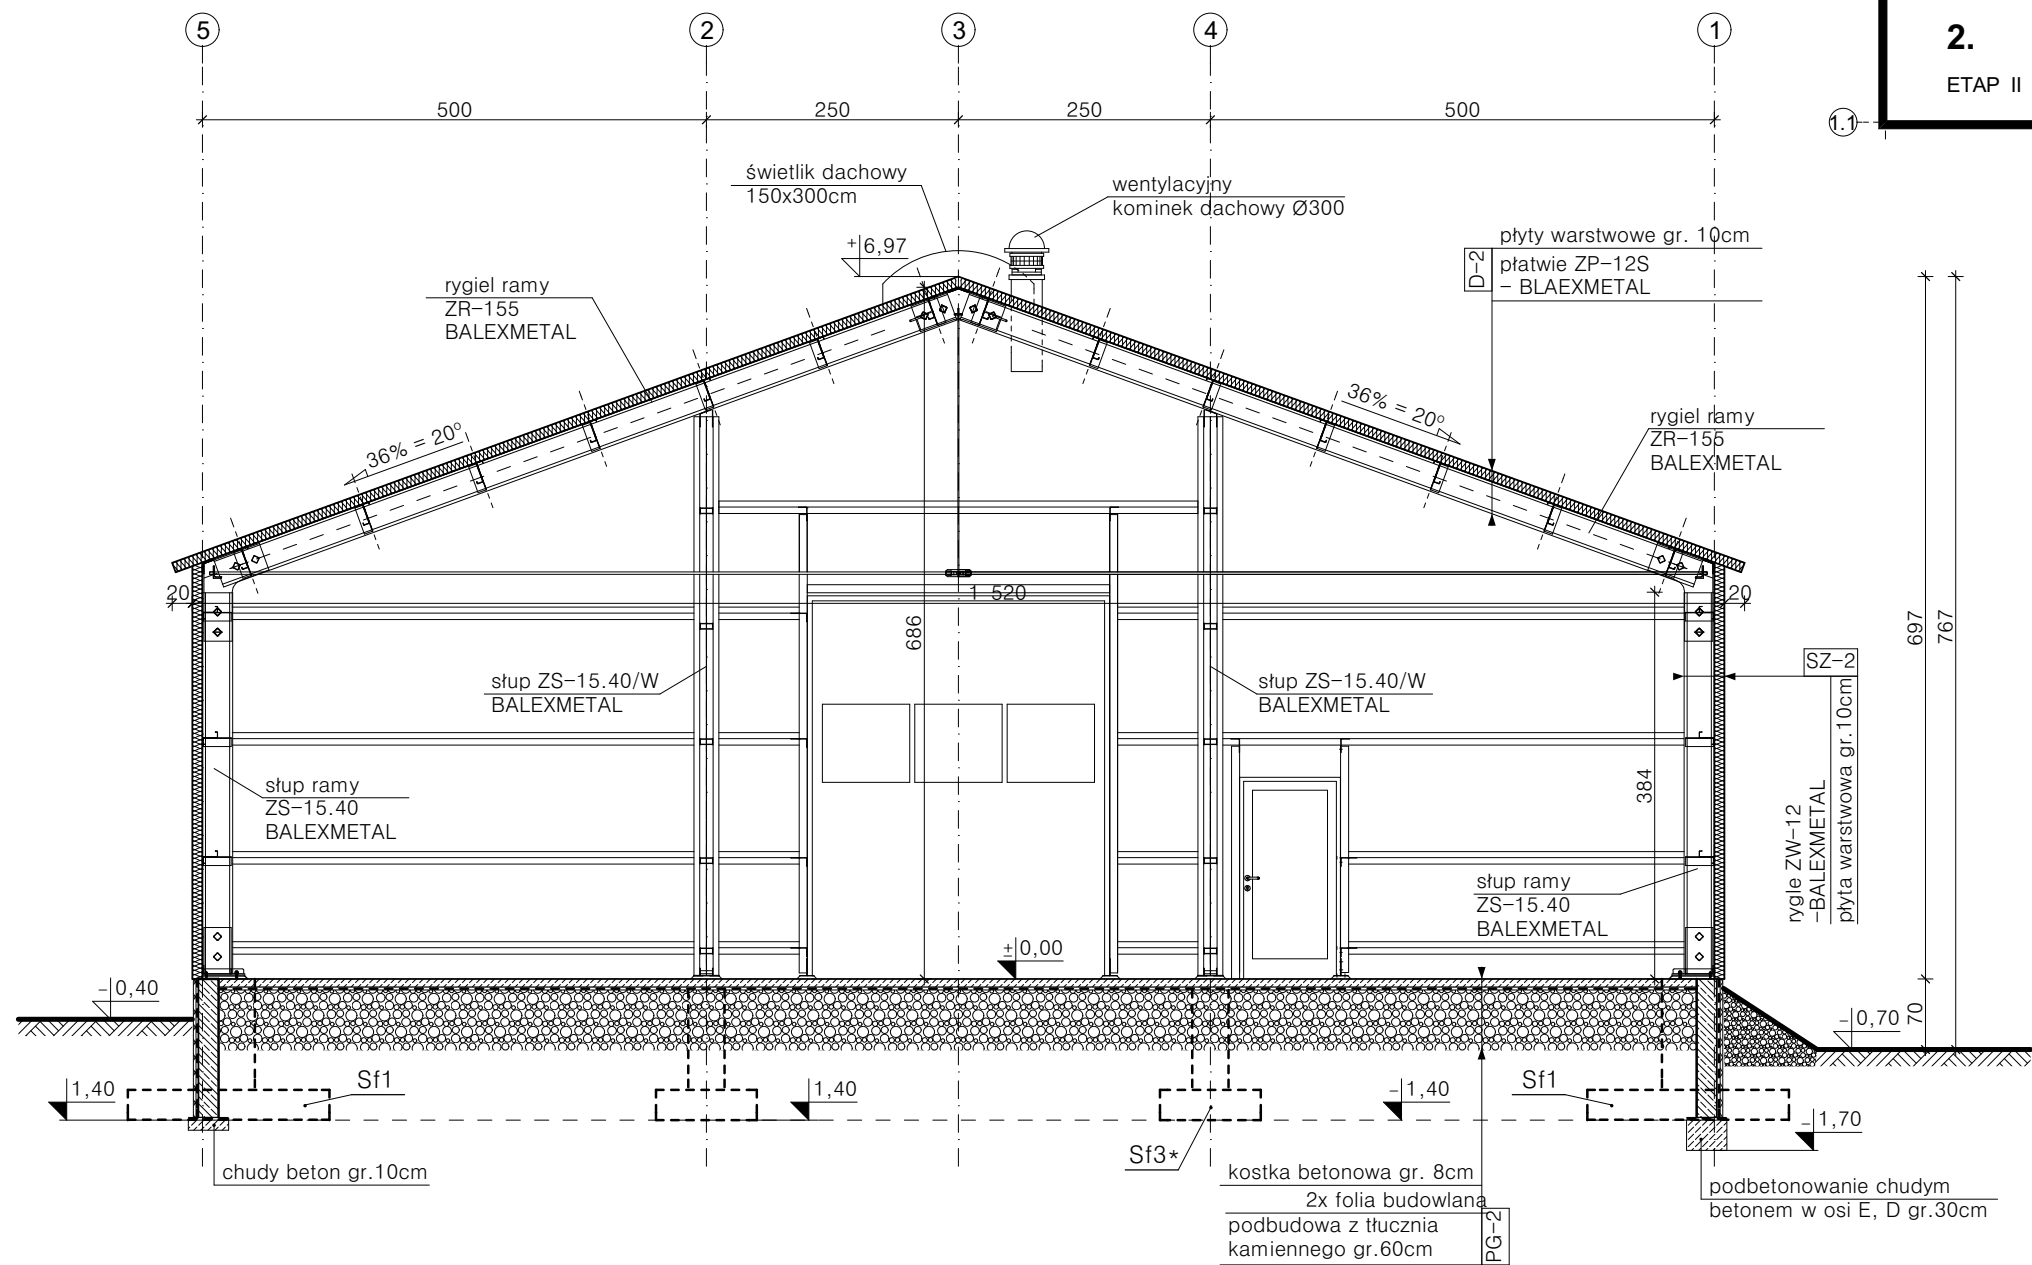 5
2
3
4
1
2.
ETAP II
1.1
500
250
250
500
świetlik dachowy
150x300cm
wentylacyjny
kominek dachowy Ø300
+6,97
D-2
płyty warstwowe gr. 10cm
płatwie ZP-12S
- BLAEXMETAL
rygiel ramy
ZR-155
BALEXMETAL
36% = 20°
36% = 20°
rygiel ramy
ZR-155
BALEXMETAL
20
1 520
20
686
697
767
słup ZS-15.40/W
BALEXMETAL
słup ZS-15.40/W
BALEXMETAL
SZ-2
rygle ZW-12
-BALEXMETAL
płyta warstwowa gr.10cm
384
słup ramy
ZS-15.40
BALEXMETAL
słup ramy
ZS-15.40
BALEXMETAL
±0,00
-0,40
-0,70
70
1,40
Sf1
1,40
-1,40
Sf1
-1,70
Sf3*
chudy beton gr.10cm
kostka betonowa gr. 8cm
2x folia budowlana
podbudowa z tłucznia
kamiennego gr.60cm
PG-2
podbetonowanie chudym
betonem w osi E, D gr.30cm